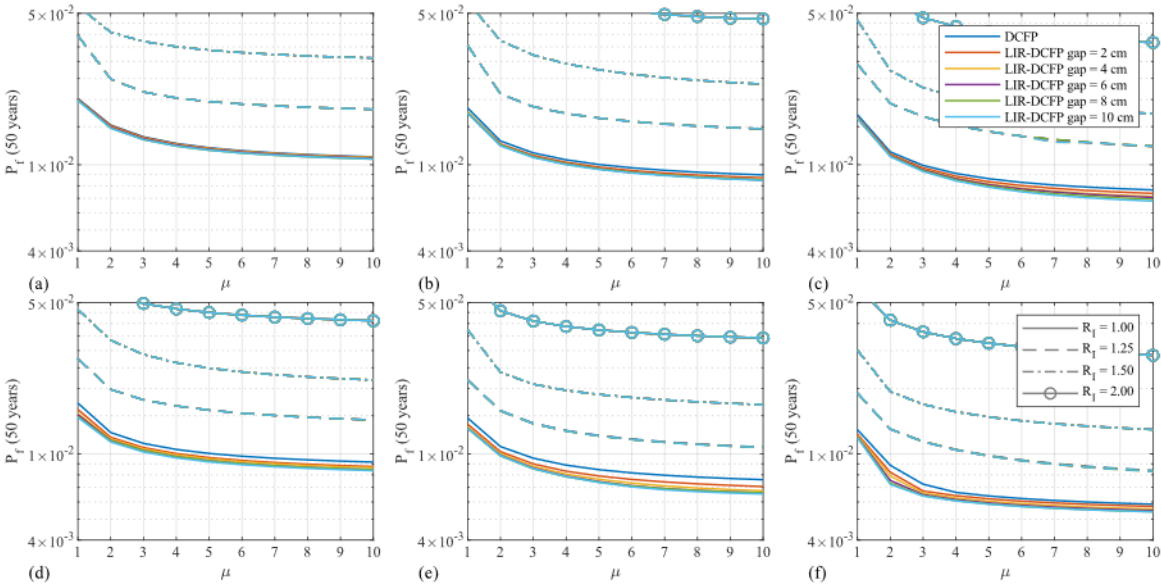 5×10⁻²
1×10⁻²
4×10⁻³
P_f (50 years)
1 2 3 4 5 6 7 8 9 10
(a)
μ
5×10⁻²
1×10⁻²
4×10⁻³
P_f (50 years)
1 2 3 4 5 6 7 8 9 10
(b)
μ
5×10⁻²
1×10⁻²
4×10⁻³
P_f (50 years)
DCFP
LIR-DCFP gap = 2 cm
LIR-DCFP gap = 4 cm
LIR-DCFP gap = 6 cm
LIR-DCFP gap = 8 cm
LIR-DCFP gap = 10 cm
1 2 3 4 5 6 7 8 9 10
(c)
μ
5×10⁻²
1×10⁻²
4×10⁻³
P_f (50 years)
1 2 3 4 5 6 7 8 9 10
(d)
μ
5×10⁻²
1×10⁻²
4×10⁻³
P_f (50 years)
1 2 3 4 5 6 7 8 9 10
(e)
μ
5×10⁻²
1×10⁻²
4×10⁻³
P_f (50 years)
R_I = 1.00
R_I = 1.25
R_I = 1.50
R_I = 2.00
1 2 3 4 5 6 7 8 9 10
(f)
μ